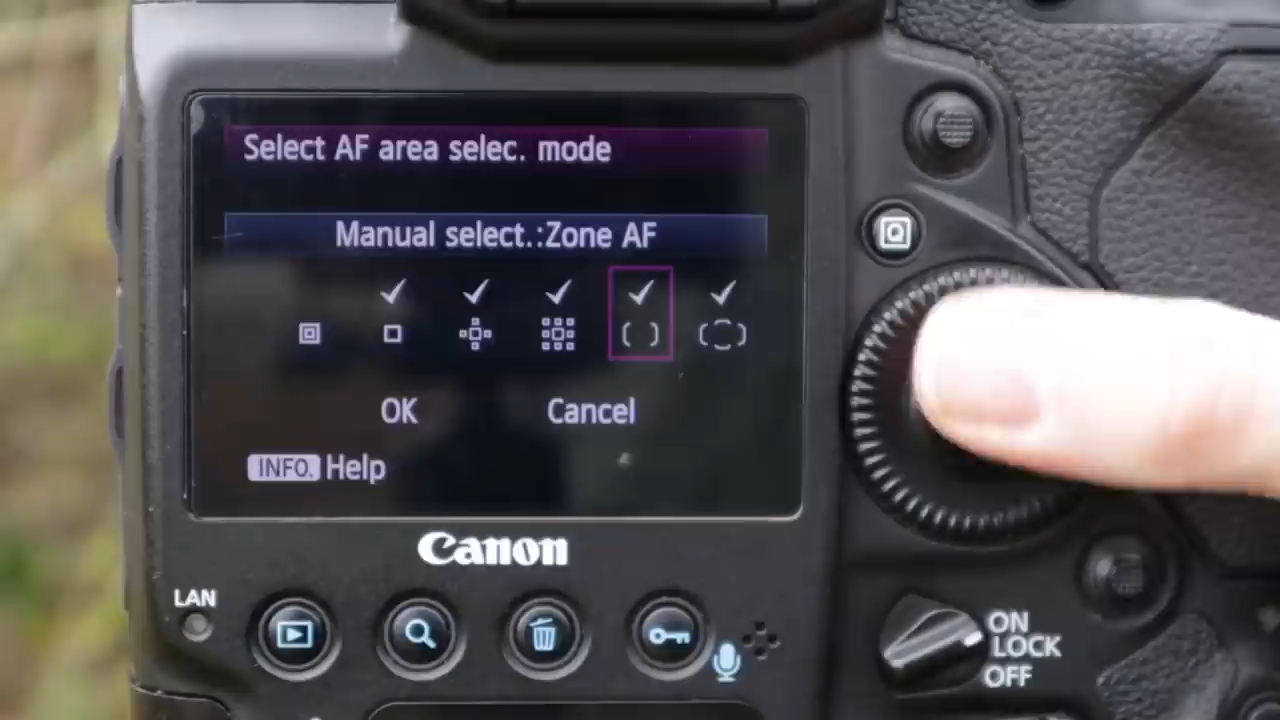 Select AF area selec. mode
Manual select.:Zone AF
OK Cancel
INFO. Help
Canon
LAN
Q
ON
LOCK
OFF